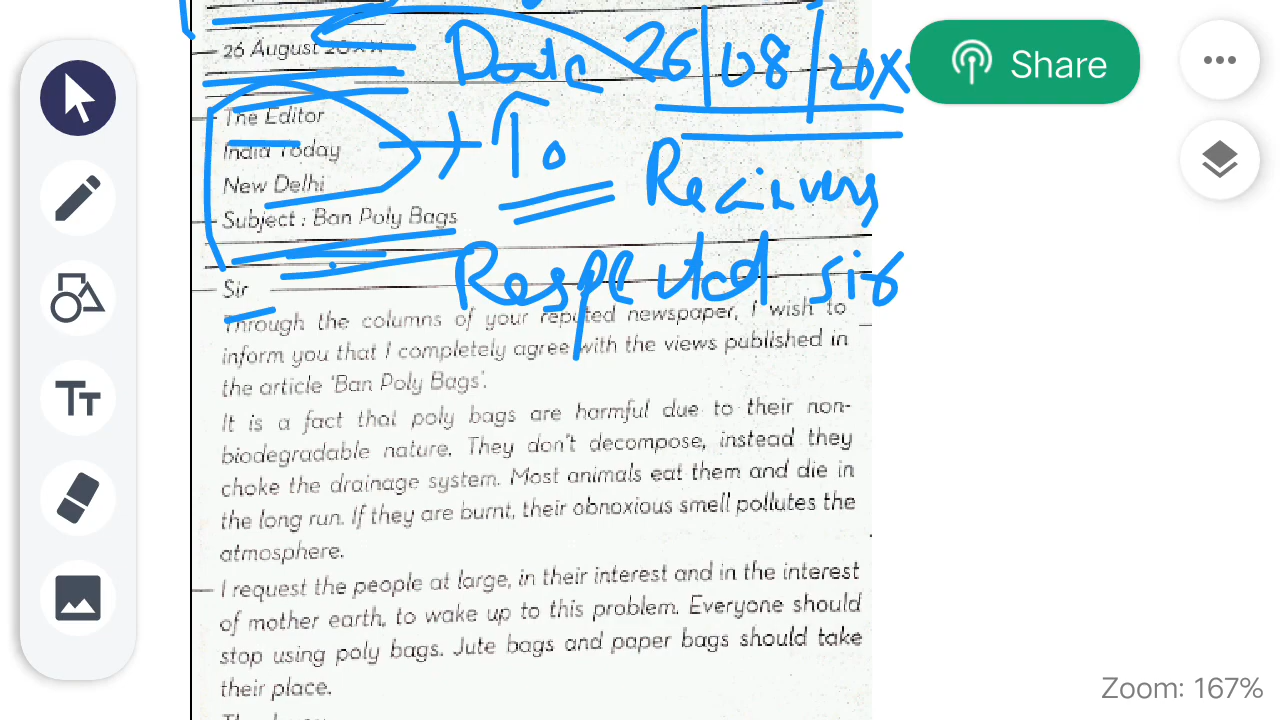 26 August 20XX
Date 26/08/20X
The Editor
India Today
To
New Delhi
Recievers
Subject : Ban Poly Bags
Respected sir
Sir
Through the columns of your reputed newspaper, I wish to
inform you that I completely agree with the views published in
the article 'Ban Poly Bags'.
It is a fact that poly bags are harmful due to their non-
biodegradable nature. They don't decompose, instead they
choke the drainage system. Most animals eat them and die in
the long run. If they are burnt, their obnoxious smell pollutes the
atmosphere.
I request the people at large, in their interest and in the interest
of mother earth, to wake up to this problem. Everyone should
stop using poly bags. Jute bags and paper bags should take
their place.
Share
Tт
Zoom: 167%